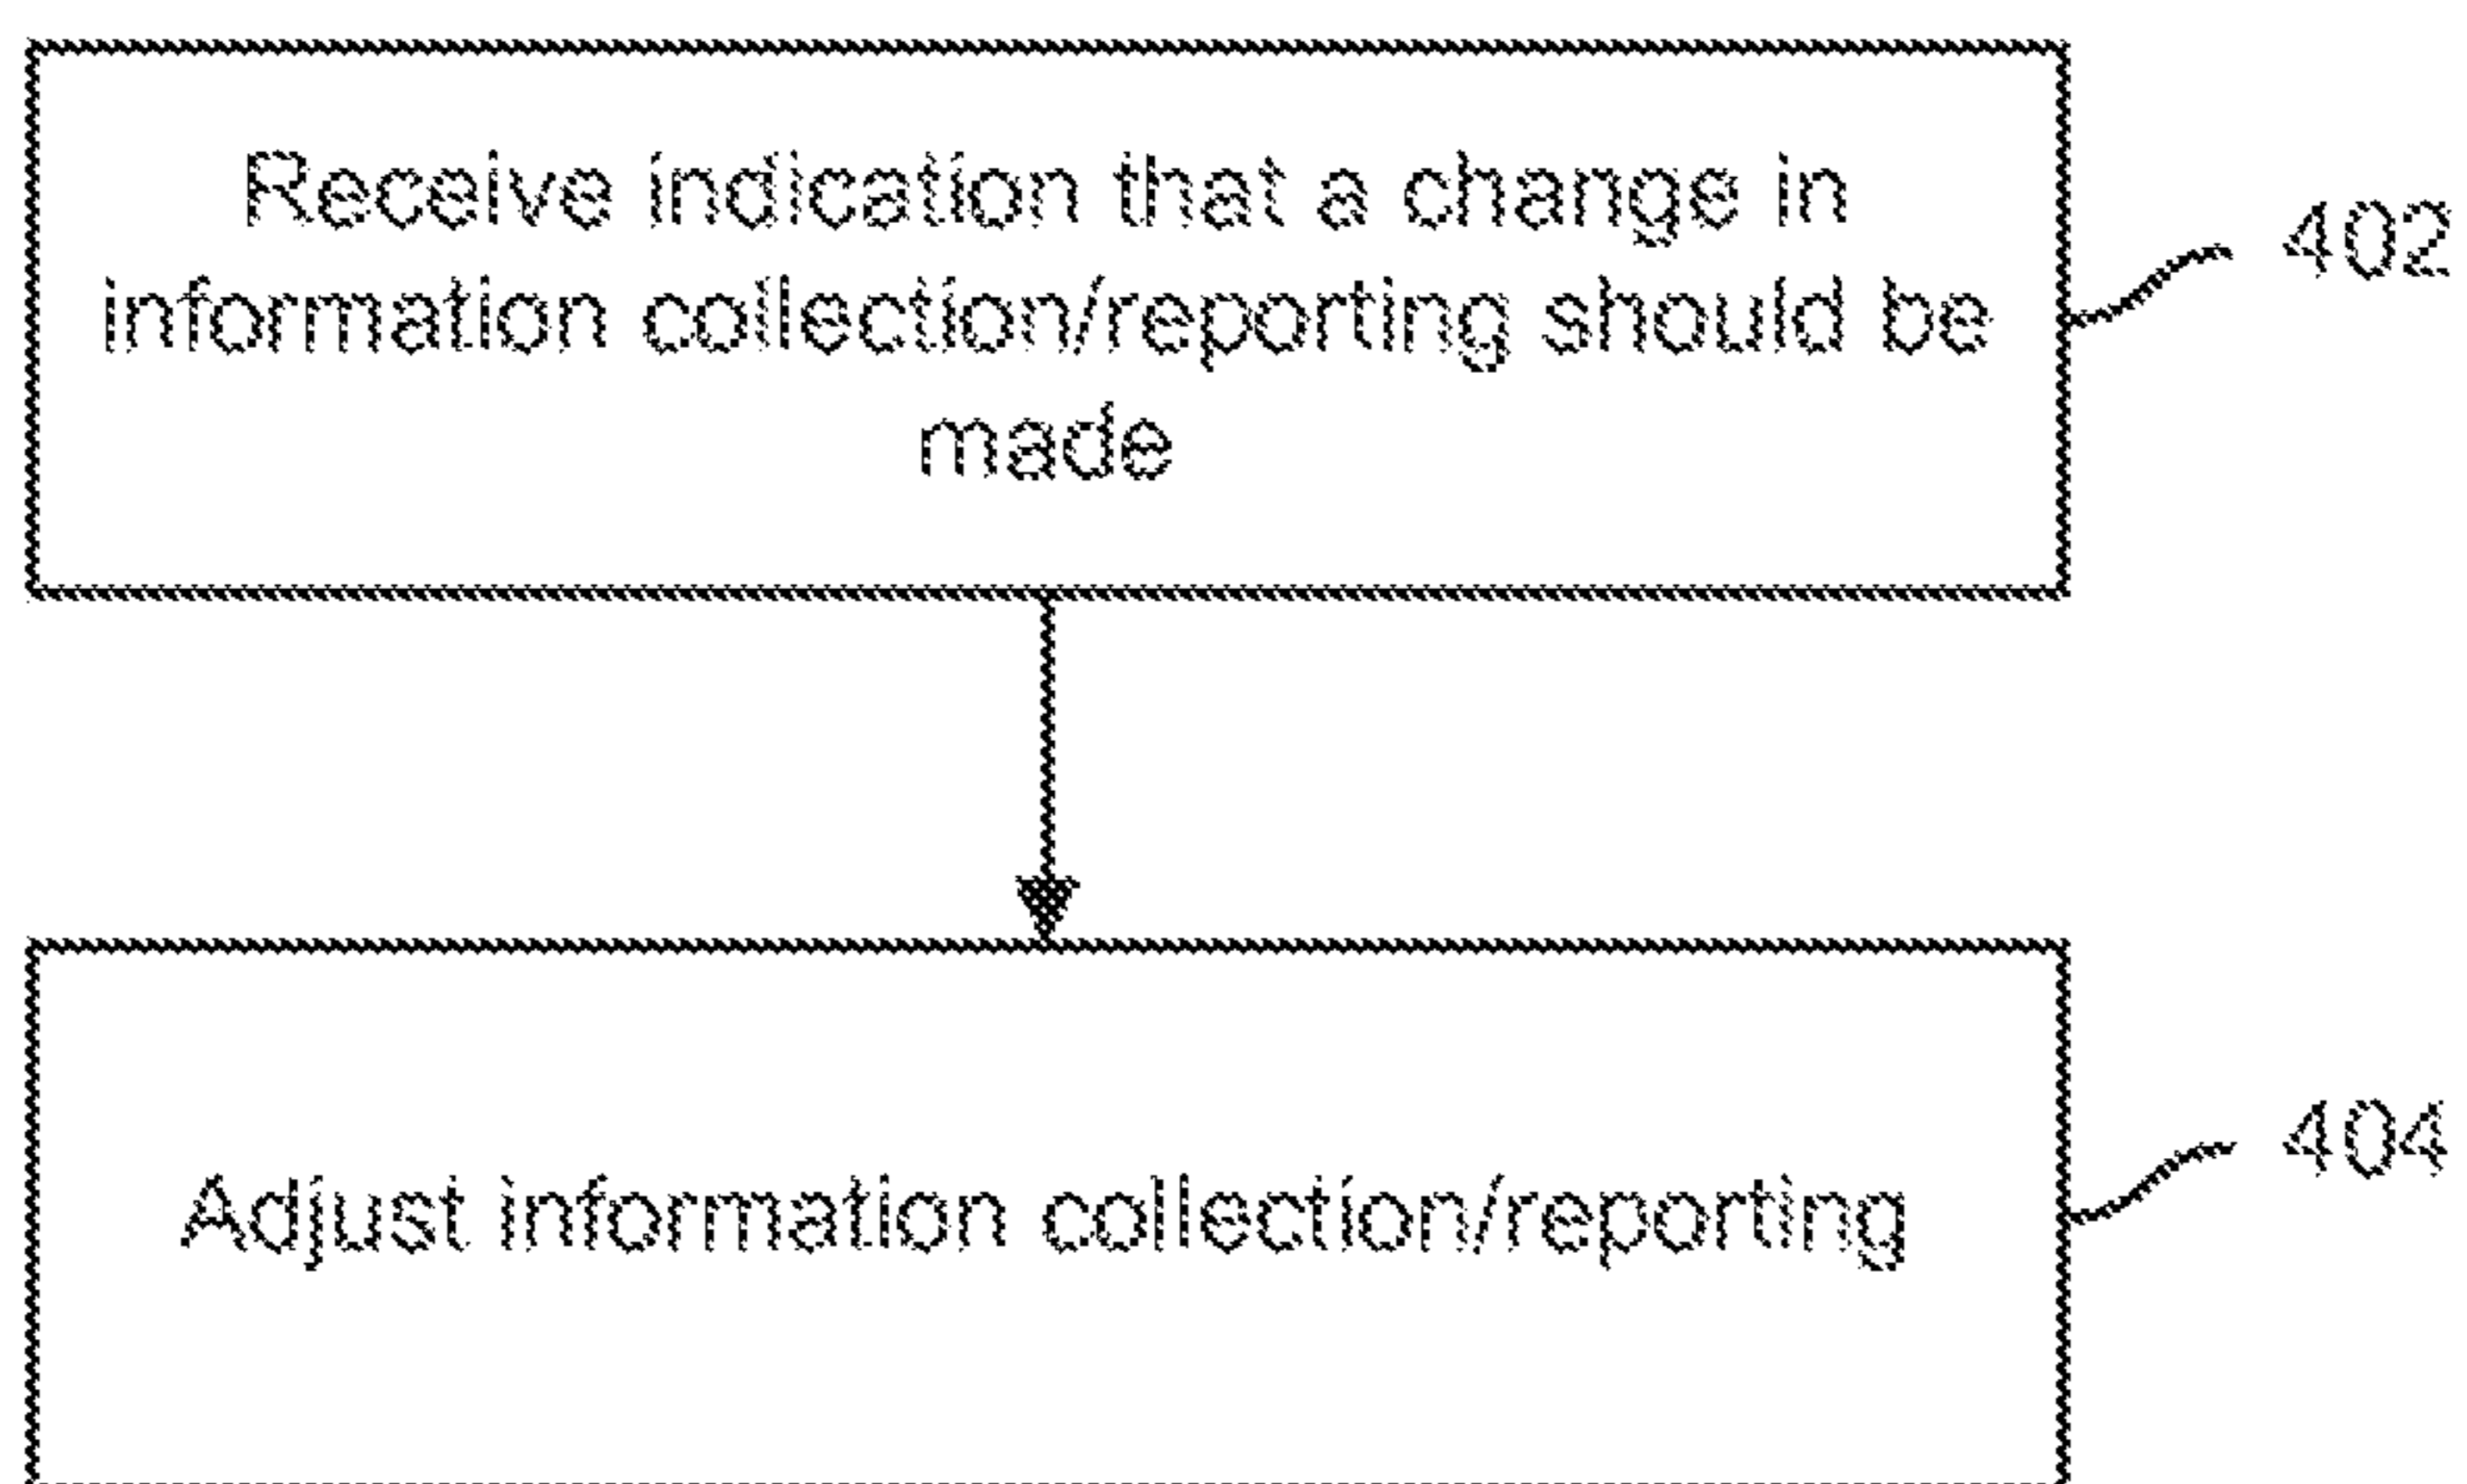 Receive indication that a change in
information collection/reporting should be
made
402
Adjust information collection/reporting
404